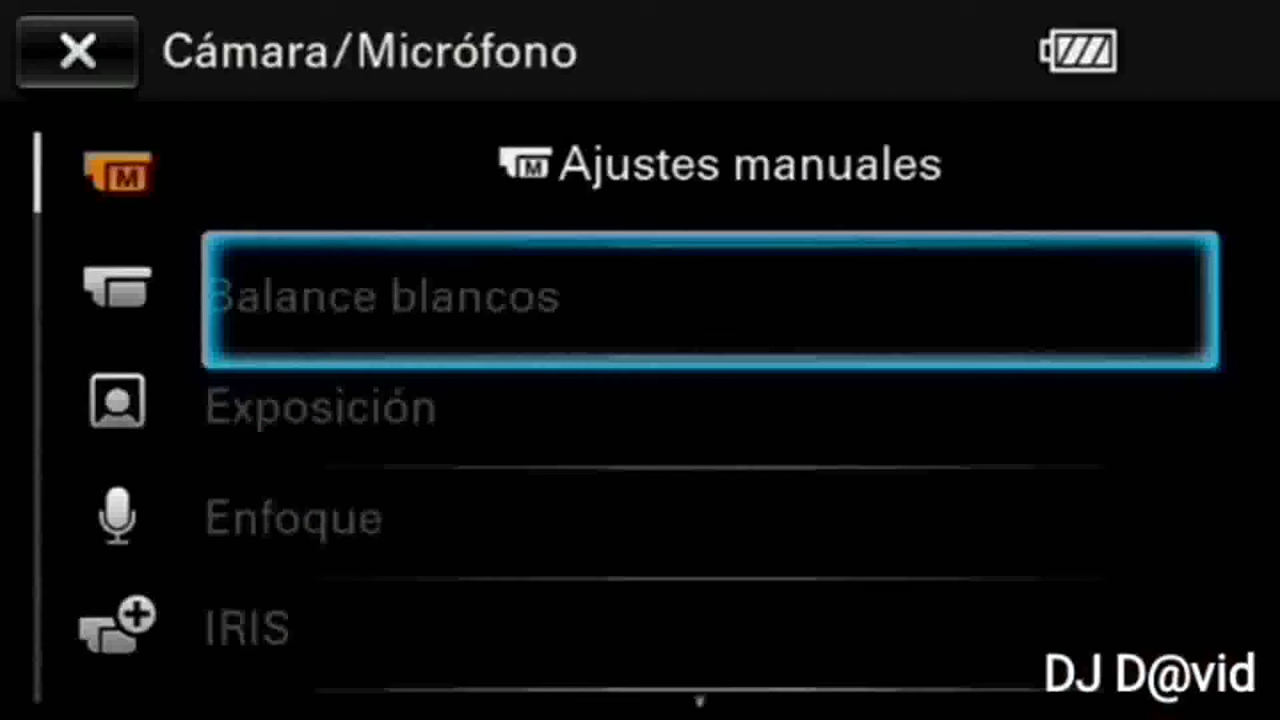 Cámara/Micrófono
M Ajustes manuales
M
Balance blancos
Exposición
Enfoque
IRIS
DJ D@vid